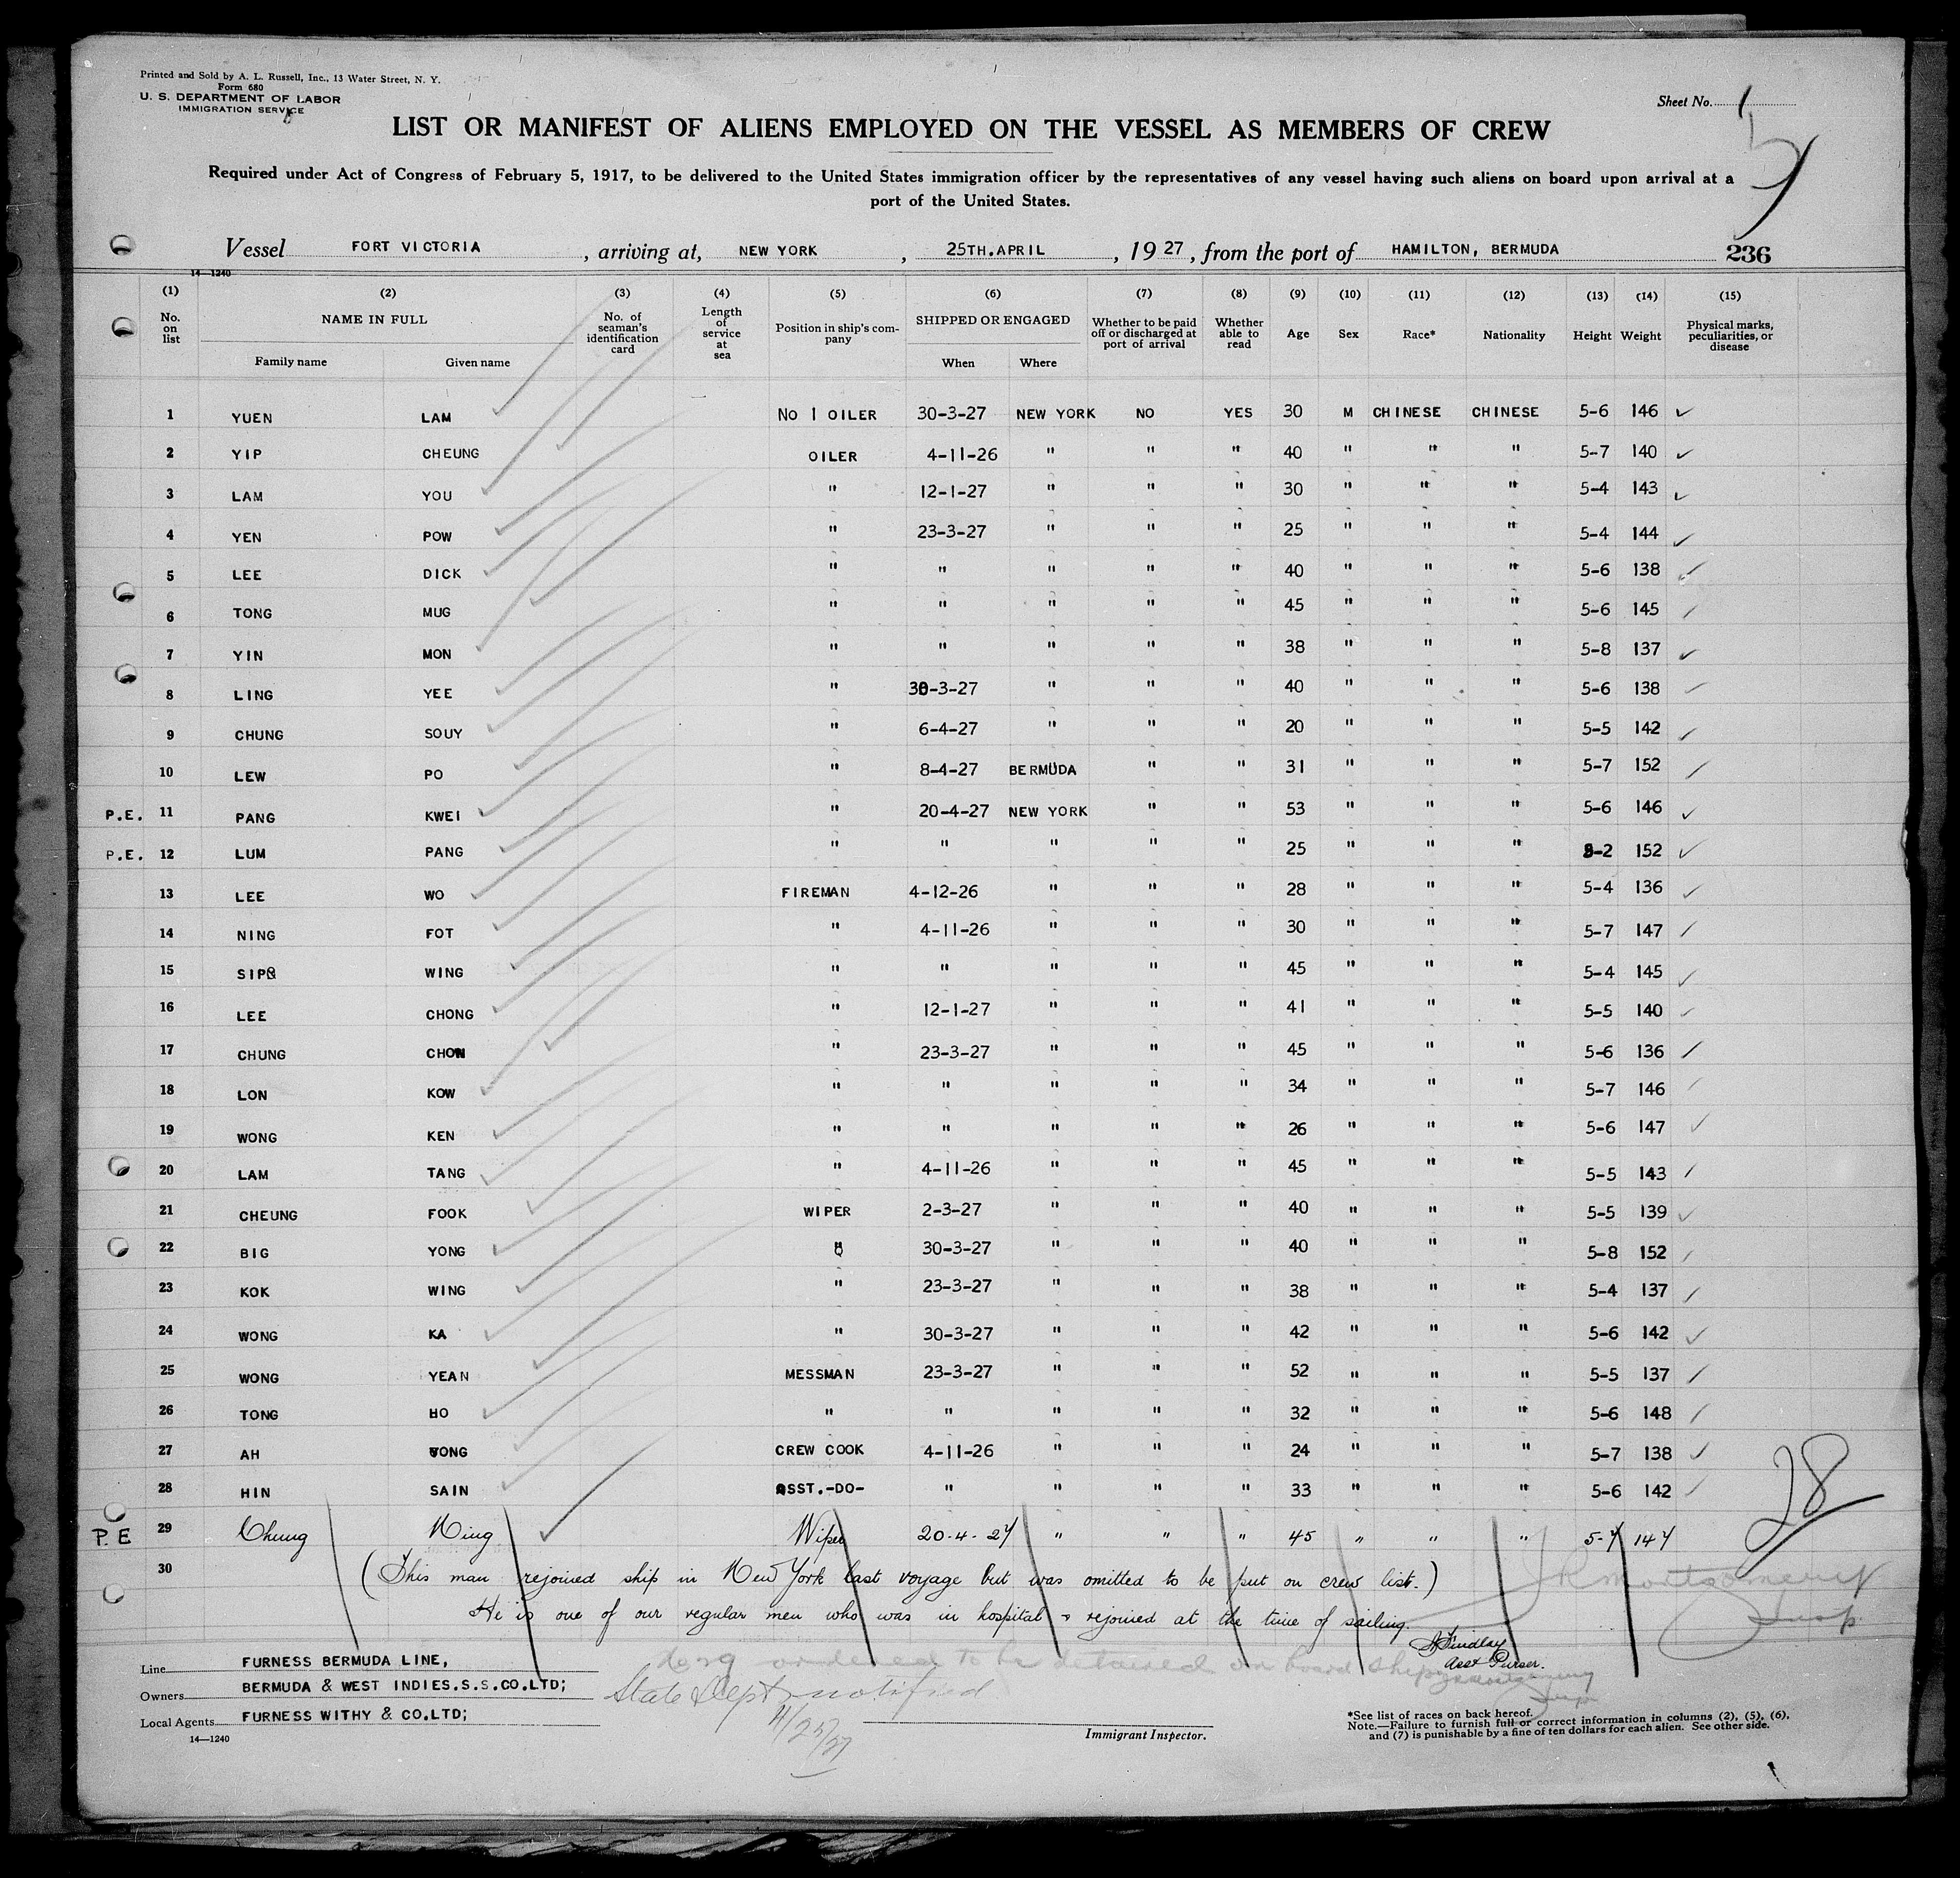 Printed and Sold by A. L. Russell, Inc., 13 Water Street, N. Y.
Form 680
U. S. DEPARTMENT OF LABOR
IMMIGRATION SERVICE
Sheet No. 1
5
LIST OR MANIFEST OF ALIENS EMPLOYED ON THE VESSEL AS MEMBERS OF CREW
Required under Act of Congress of February 5, 1917, to be delivered to the United States immigration officer by the representatives of any vessel having such aliens on board upon arrival at a
port of the United States.
Vessel FORT VICTORIA , arriving at, NEW YORK , 25TH.APRIL , 19 27, from the port of HAMILTON, BERMUDA 236
14—1240
(1) (2) (3) (4) (5) (6) (7) (8) (9) (10) (11) (12) (13) (14) (15)
No. on list NAME IN FULL Family name Given name No. of seaman's identification card Length of service at sea Position in ship's company SHIPPED OR ENGAGED When Where Whether to be paid off or discharged at port of arrival Whether able to read Age Sex Race* Nationality Height Weight Physical marks, peculiarities, or disease
1 YUEN LAM NO 1 OILER 30-3-27 NEW YORK NO YES 30 M CHINESE CHINESE 5-6 146
2 YIP CHEUNG OILER 4-11-26 " " " 40 " " " 5-7 140
3 LAM YOU " 12-1-27 " " " 30 " " " 5-4 143
4 YEN POW " 23-3-27 " " " 25 " " " 5-4 144
5 LEE DICK " " " " " 40 " " " 5-6 138
6 TONG MUG " " " " " 45 " " " 5-6 145
7 YIN MON " " " " " 38 " " " 5-8 137
8 LING YEE " 30-3-27 " " " 40 " " " 5-6 138
9 CHUNG SOUY " 6-4-27 " " " 20 " " " 5-5 142
10 LEW PO " 8-4-27 BERMUDA " " 31 " " " 5-7 152
P.E. 11 PANG KWEI " 20-4-27 NEW YORK " " 53 " " " 5-6 146
P.E. 12 LUM PANG " " " " " 25 " " " 5-2 152
13 LEE WO FIREMAN 4-12-26 " " " 28 " " " 5-4 136
14 NING FOT " 4-11-26 " " " 30 " " " 5-7 147
15 SIP& WING " " " " " 45 " " " 5-4 145
16 LEE CHONG " 12-1-27 " " " 41 " " " 5-5 140
17 CHUNG CHOW " 23-3-27 " " " 45 " " " 5-6 136
18 LON KOW " " " " " 34 " " " 5-7 146
19 WONG KEN " " " " " 26 " " " 5-6 147
20 LAM TANG " 4-11-26 " " " 45 " " " 5-5 143
21 CHEUNG FOOK WIPER 2-3-27 " " " 40 " " " 5-5 139
22 BIG YONG " 30-3-27 " " " 40 " " " 5-8 152
23 KOK WING " 23-3-27 " " " 38 " " " 5-4 137
24 WONG KA " 30-3-27 " " " 42 " " " 5-6 142
25 WONG YEAN MESSMAN 23-3-27 " " " 52 " " " 5-5 137
26 TONG HO " " " " " 32 " " " 5-6 148
27 AH TONG CREW COOK 4-11-26 " " " 24 " " " 5-7 138
28 HIN SAIN ASST.-DO- " " " " 33 " " " 5-6 142
28
P.E 29 Chung Ming Wiper 20-4-27 " " " 45 " " " 5-7 147
30 (This man rejoined ship in New York last voyage but was omitted to be put on crew list.)
He is one of our regular men who was in hospital & rejoined at the time of sailing.
J R Montgomery
Insp.
Findlay
Asst Purser.
Line FURNESS BERMUDA LINE,
Owners BERMUDA & WEST INDIES.S.S.CO.LTD;
Local Agents FURNESS WITHY & CO.LTD;
14—1240
ordered to be detained on board ship
State Dept notified
4/25/27
Immigrant Inspector.
*See list of races on back hereof.
Note.—Failure to furnish full or correct information in columns (2), (5), (6),
and (7) is punishable by a fine of ten dollars for each alien. See other side.